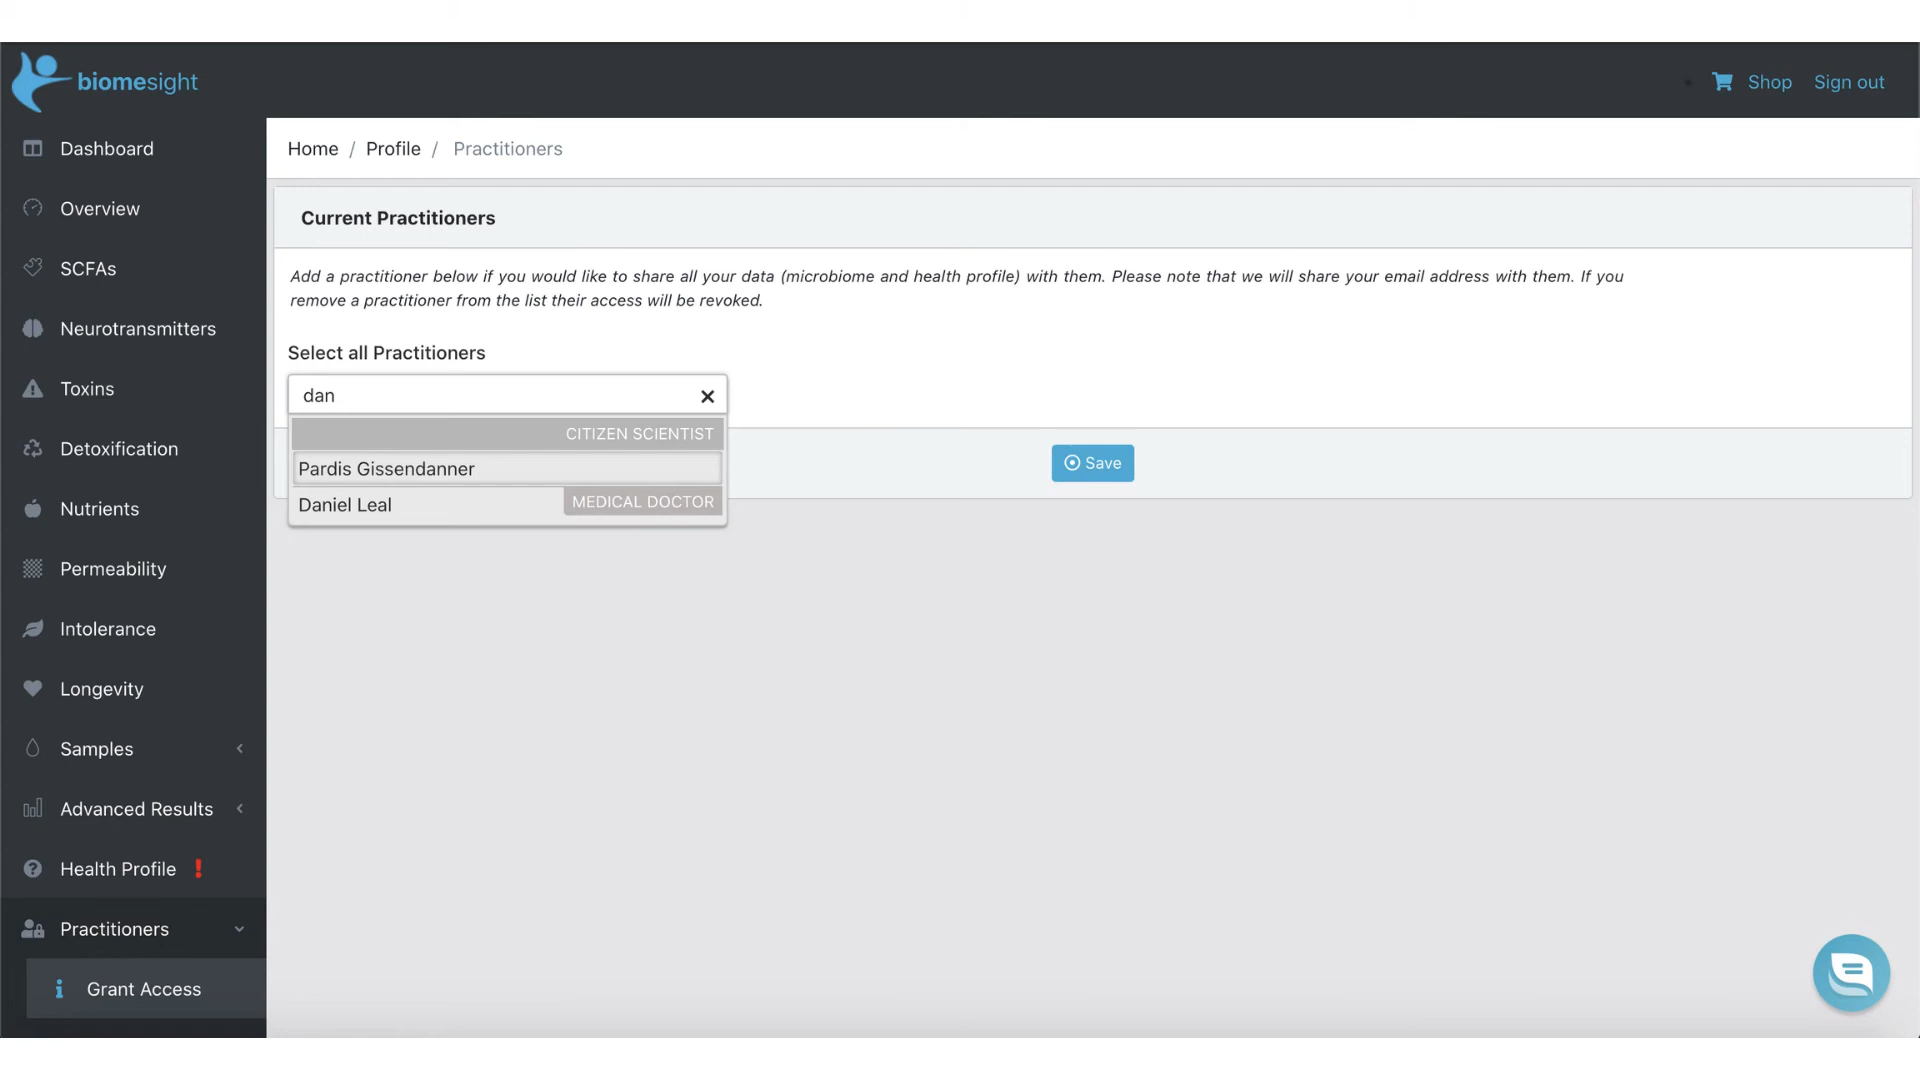 biomesight
Shop
Sign out
Dashboard
Overview
SCFAs
Neurotransmitters
Toxins
Detoxification
Nutrients
Permeability
Intolerance
Longevity
Samples
Advanced Results
Health Profile
Practitioners
Grant Access
Home / Profile / Practitioners
Current Practitioners
Add a practitioner below if you would like to share all your data (microbiome and health profile) with them. Please note that we will share your email address with them. If you
remove a practitioner from the list their access will be revoked.
Select all Practitioners
dan
CITIZEN SCIENTIST
Pardis Gissendanner
Daniel Leal
MEDICAL DOCTOR
Save